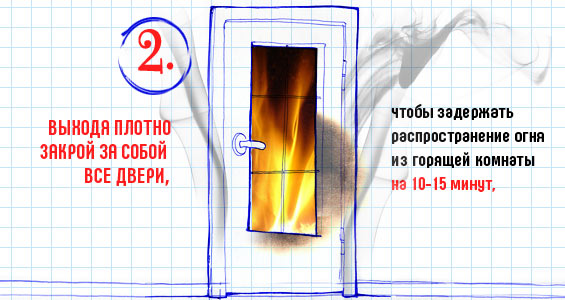 2.
ВЫХОДЯ ПЛОТНО
ЗАКРОЙ ЗА СОБОЙ
ВСЕ ДВЕРИ,
чтобы задержать
распространение огня
из горящей комнаты
на 10-15 минут,